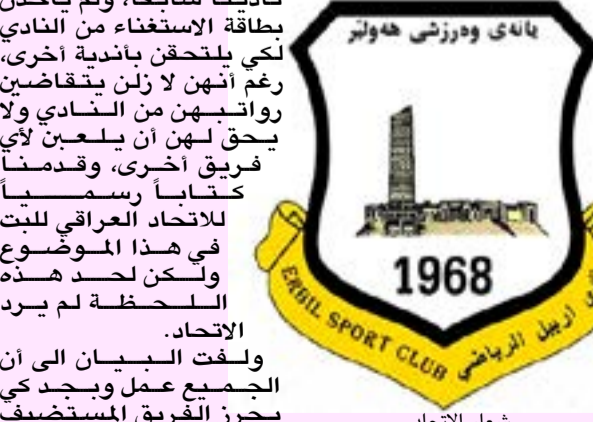 ناديتنا سابقاً، ولم يأخذن
بطاقة الاستغناء من النادي
لكي يلتحقن بأندية أخرى،
رغم أنهن لا زلن يتقاضين
رواتبهن من النادي ولا
يحق لهن أن يلعبن لأي
فريق أخرى، وقدمنا
كتاباً رسمياً
للاتحاد العراقي للبت
في هذا الموضوع
ولكن لحد هذه
اللحظة لم يرد
الاتحاد.
ولفت البيان الى أن
الجميع عمل وبجد كي
يحرز الفريق المستضيف
یانەی وەرزشی هەولێر
1968
ERBIL SPORT CLUB
اربيل الرياضي
شعار الاتحاد